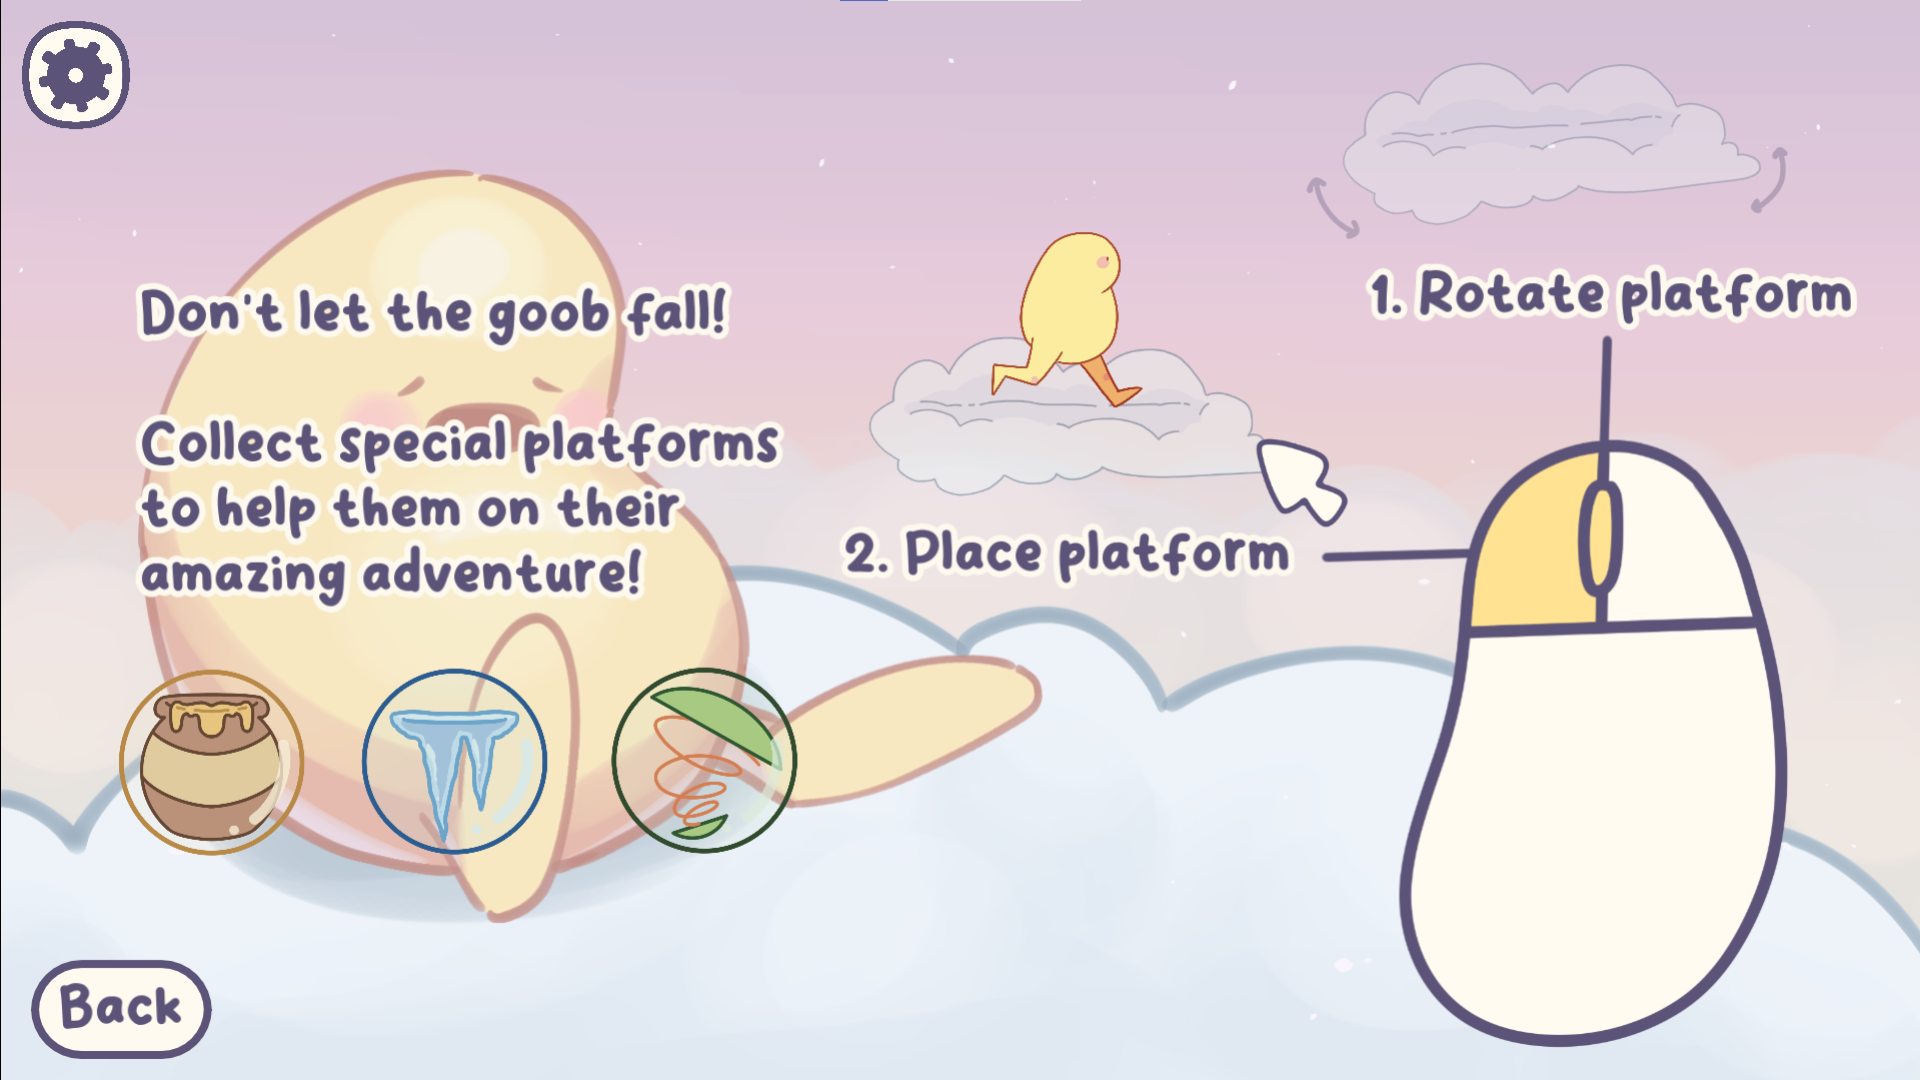 Don't let the goob fall!
Collect special platforms
to help them on their
amazing adventure!
1. Rotate platform
2. Place platform
Back